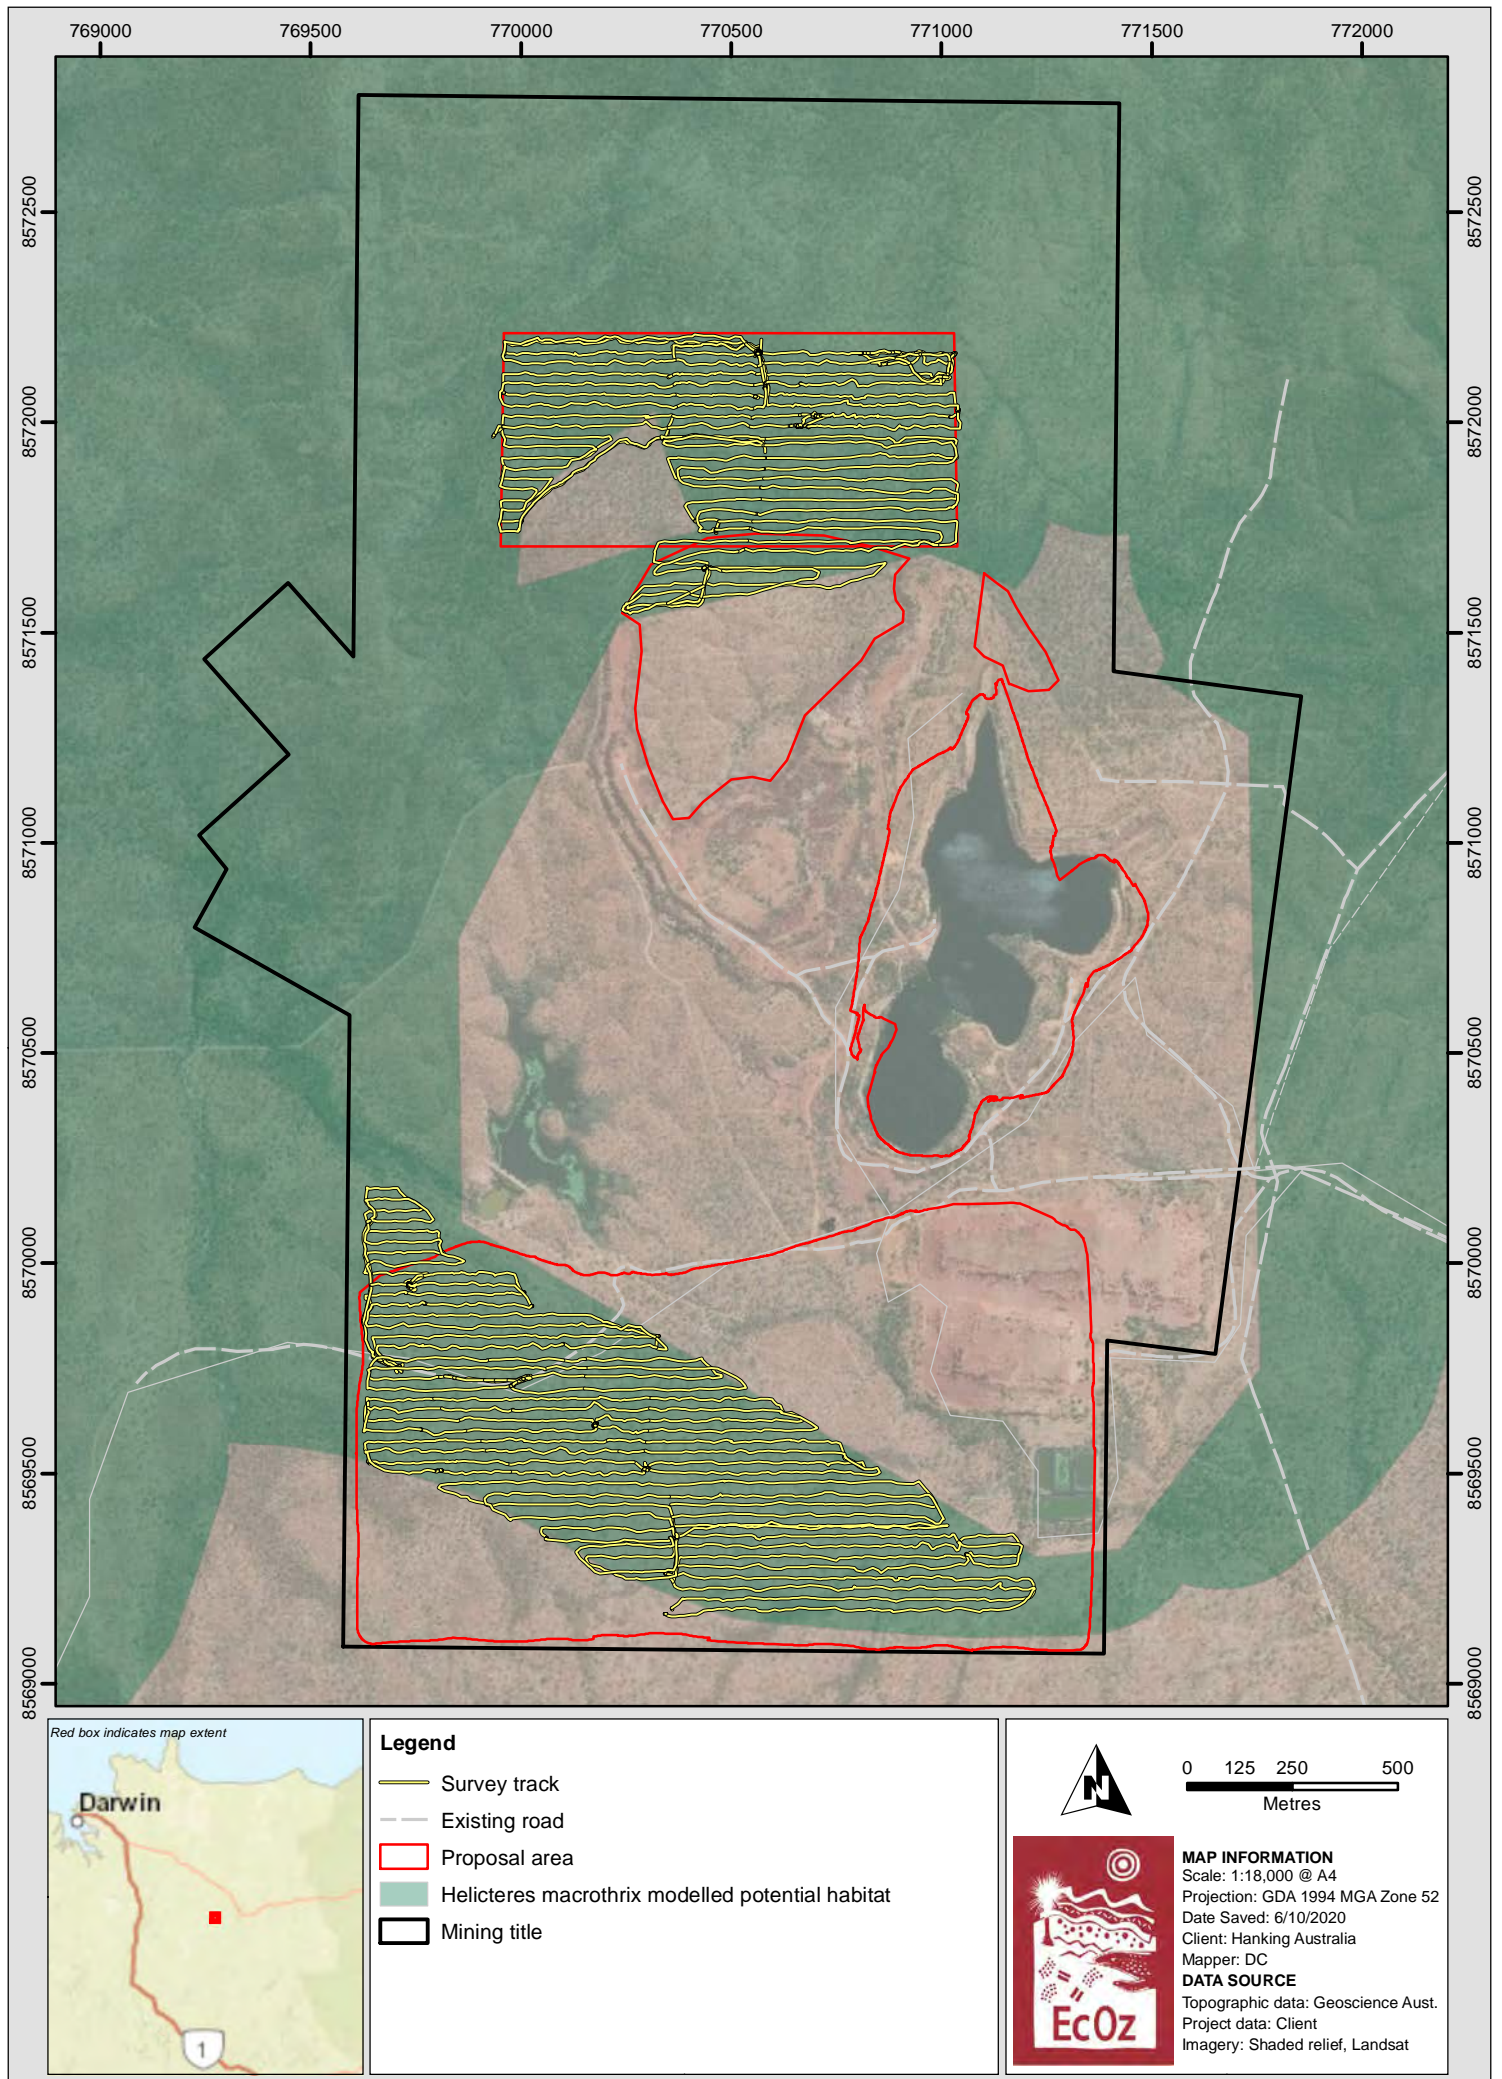 769000 769500 770000 770500 771000 771500 772000
8572500 8572500
8572000 8572000
8571500 8571500
8571000 8571000
8570500 8570500
8570000 8570000
8569500 8569500
8569000 8569000
Red box indicates map extent
Darwin
1
Legend
Survey track
Existing road
Proposal area
Helicteres macrothrix modelled potential habitat
Mining title
N
0 125 250 500
Metres
EcOz
MAP INFORMATION
Scale: 1:18,000 @ A4
Projection: GDA 1994 MGA Zone 52
Date Saved: 6/10/2020
Client: Hanking Australia
Mapper: DC
DATA SOURCE
Topographic data: Geoscience Aust.
Project data: Client
Imagery: Shaded relief, Landsat